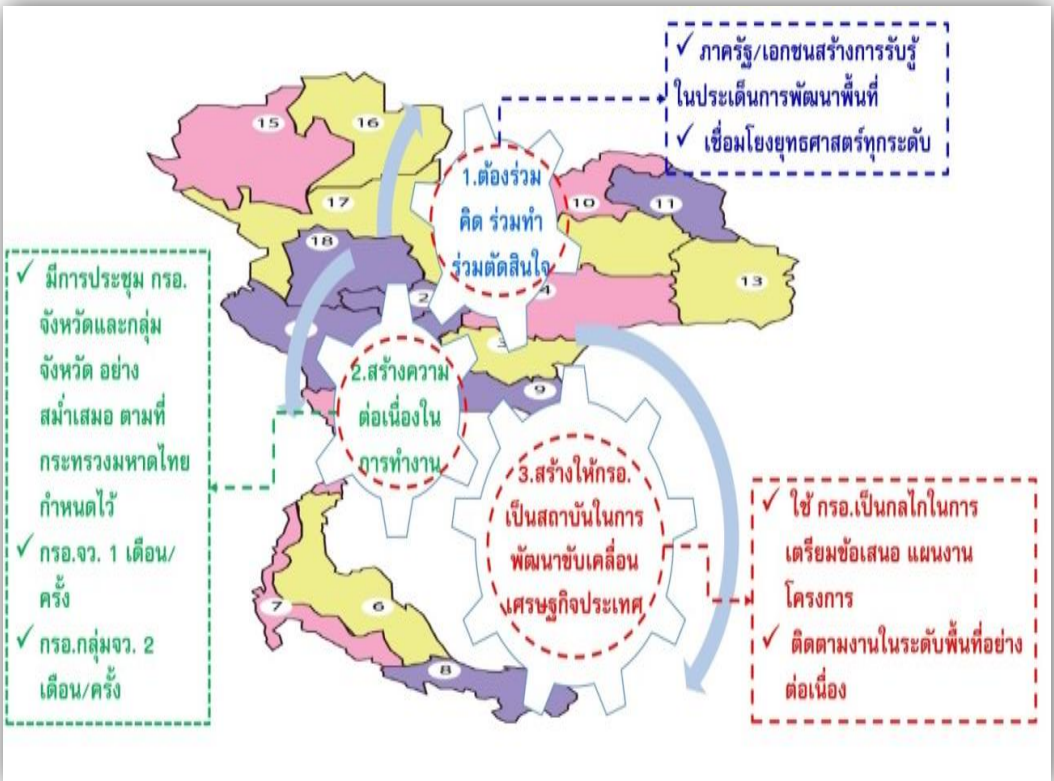 ✓ ภาครัฐ/เอกชนสร้างการรับรู้
ในประเด็นการพัฒนาพื้นที่
✓ เชื่อมโยงยุทธศาสตร์ทุกระดับ
15
16
17
18
10
11
13
4
2
3
9
7
6
8
1.ต้องร่วม
คิด ร่วมทำ
ร่วมตัดสินใจ
2.สร้างความ
ต่อเนื่องใน
การทำงาน
3.สร้างให้กรอ.
เป็นสถาบันในการ
พัฒนาขับเคลื่อน
เศรษฐกิจประเทศ
✓ มีการประชุม กรอ.
จังหวัดและกลุ่ม
จังหวัด อย่าง
สม่ำเสมอ ตามที่
กระทรวงมหาดไทย
กำหนดไว้
✓ กรอ.จว. 1 เดือน/
ครั้ง
✓ กรอ.กลุ่มจว. 2
เดือน/ครั้ง
✓ ใช้ กรอ.เป็นกลไกในการ
เตรียมข้อเสนอ แผนงาน
โครงการ
✓ ติดตามงานในระดับพื้นที่อย่าง
ต่อเนื่อง